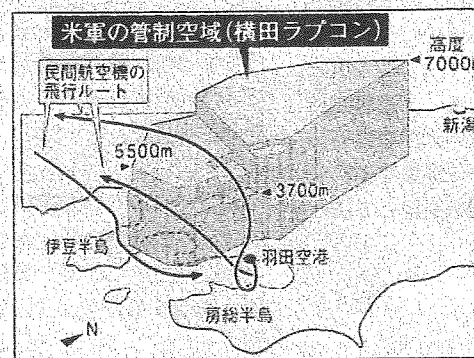 米軍の管制空域(横田ラプコン)
高度
7000m
民間航空機の
飛行ルート
新潟
5500m
3700m
伊豆半島
羽田空港
房総半島
N